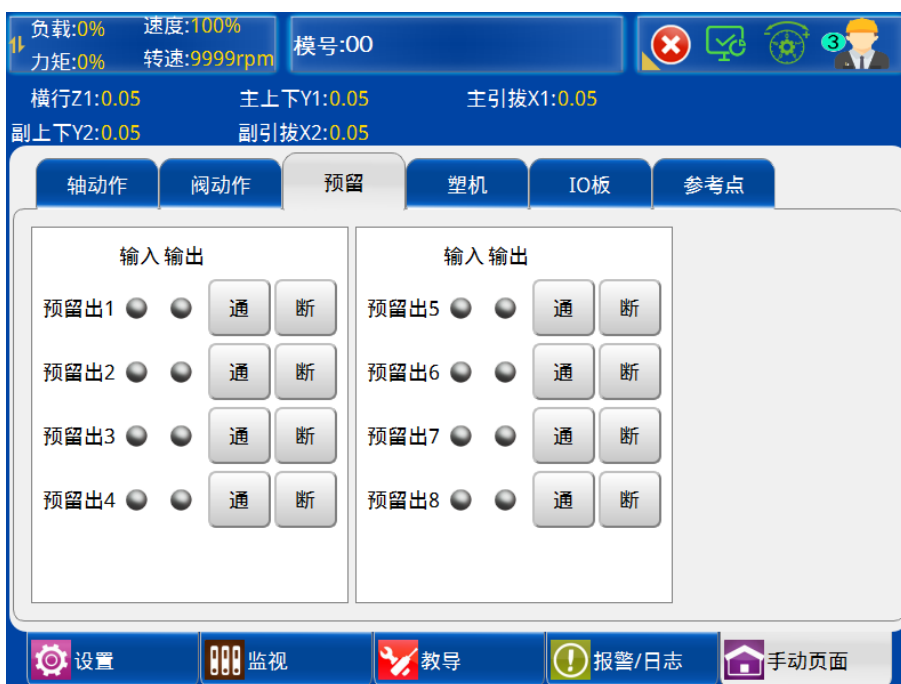 负载:0% 速度:100%
力矩:0% 转速:9999rpm
模号:00
3
横行Z1:0.05 主上下Y1:0.05 主引拔X1:0.05
副上下Y2:0.05 副引拔X2:0.05
轴动作 阀动作 预留 塑机 IO板 参考点
输入 输出 输入 输出
预留出1 通 断 预留出5 通 断
预留出2 通 断 预留出6 通 断
预留出3 通 断 预留出7 通 断
预留出4 通 断 预留出8 通 断
设置 监视 教导 报警/日志 手动页面